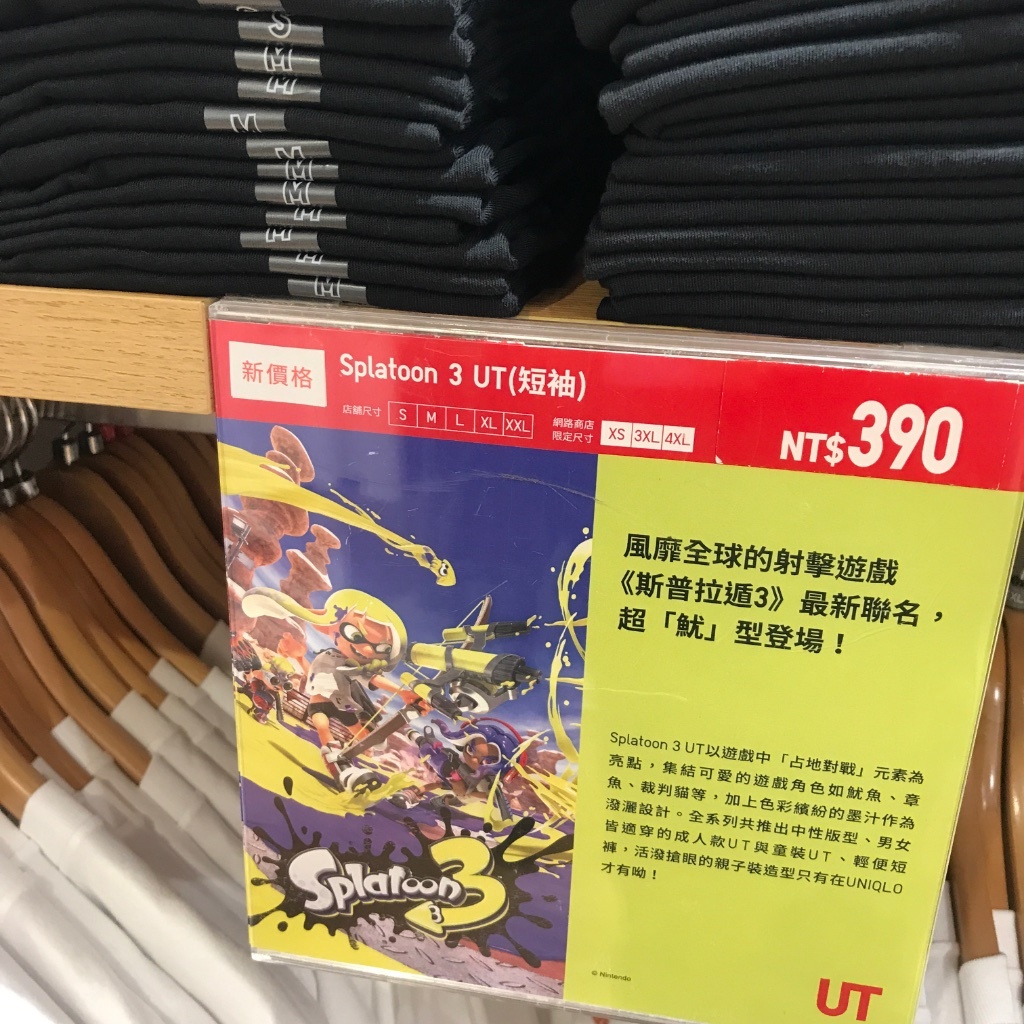 S
M
新價格
Splatoon 3 UT(短袖)
店舖尺寸 S M L XL XXL
網路商店
限定尺寸 XS 3XL 4XL
NT$390
風靡全球的射擊遊戲
《斯普拉遁3》最新聯名，
超「魷」型登場！
Splatoon 3 UT以遊戲中「占地對戰」元素為
亮點，集結可愛的遊戲角色如魷魚、章
魚、裁判貓等，加上色彩繽紛的墨汁作為
潑灑設計。全系列共推出中性版型、男女
皆適穿的成人款UT與童裝UT、輕便短
褲，活潑搶眼的親子裝造型只有在UNIQLO
才有呦！
Splatoon 3
© Nintendo
UT